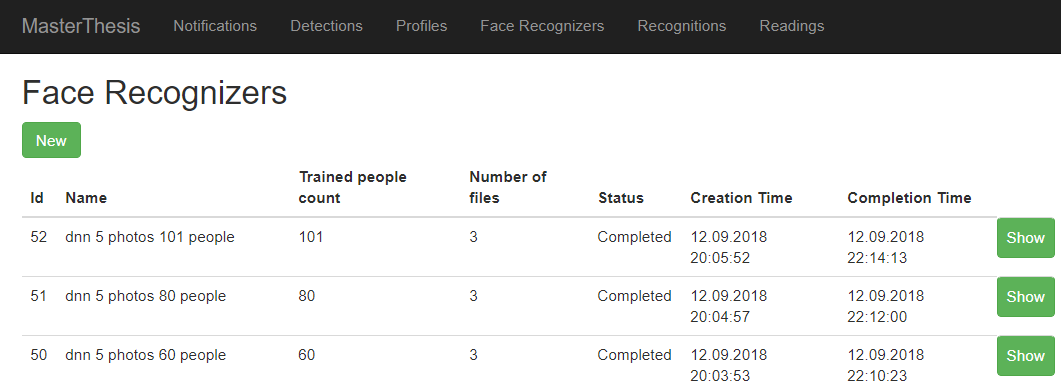 MasterThesis Notifications Detections Profiles Face Recognizers Recognitions Readings
Face Recognizers
New
Id Name Trained people count Number of files Status Creation Time Completion Time
52 dnn 5 photos 101 people 101 3 Completed 12.09.2018 20:05:52 12.09.2018 22:14:13 Show
51 dnn 5 photos 80 people 80 3 Completed 12.09.2018 20:04:57 12.09.2018 22:12:00 Show
50 dnn 5 photos 60 people 60 3 Completed 12.09.2018 20:03:53 12.09.2018 22:10:23 Show